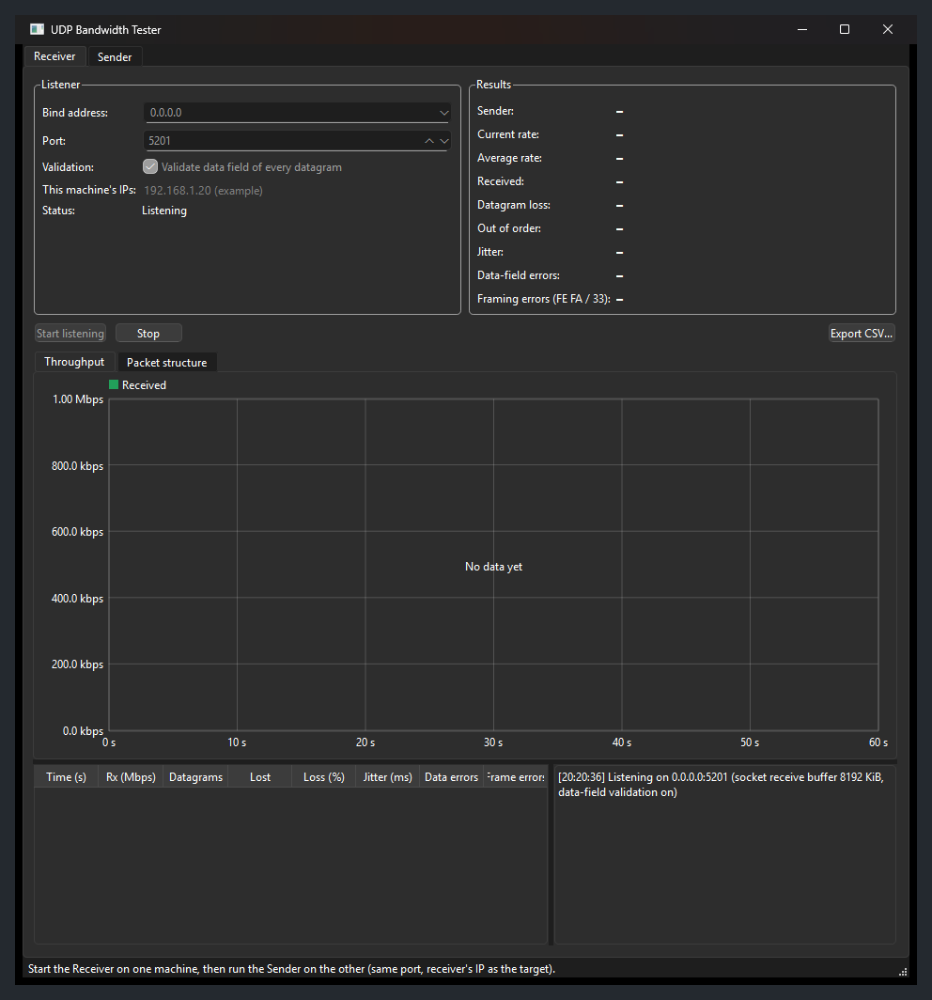 UDP Bandwidth Tester
Receiver Sender
Listener
Bind address: 0.0.0.0
Port: 5201
Validation: Validate data field of every datagram
This machine's IPs: 192.168.1.20 (example)
Status: Listening
Results
Sender: –
Current rate: –
Average rate: –
Received: –
Datagram loss: –
Out of order: –
Jitter: –
Data-field errors: –
Framing errors (FE FA / 33): –
Start listening Stop Export CSV...
Throughput Packet structure
Received
1.00 Mbps
800.0 kbps
600.0 kbps
No data yet
400.0 kbps
200.0 kbps
0.0 kbps
0 s 10 s 20 s 30 s 40 s 50 s 60 s
Time (s) Rx (Mbps) Datagrams Lost Loss (%) Jitter (ms) Data errors Frame errors
[20:20:36] Listening on 0.0.0.0:5201 (socket receive buffer 8192 KiB,
data-field validation on)
Start the Receiver on one machine, then run the Sender on the other (same port, receiver's IP as the target).